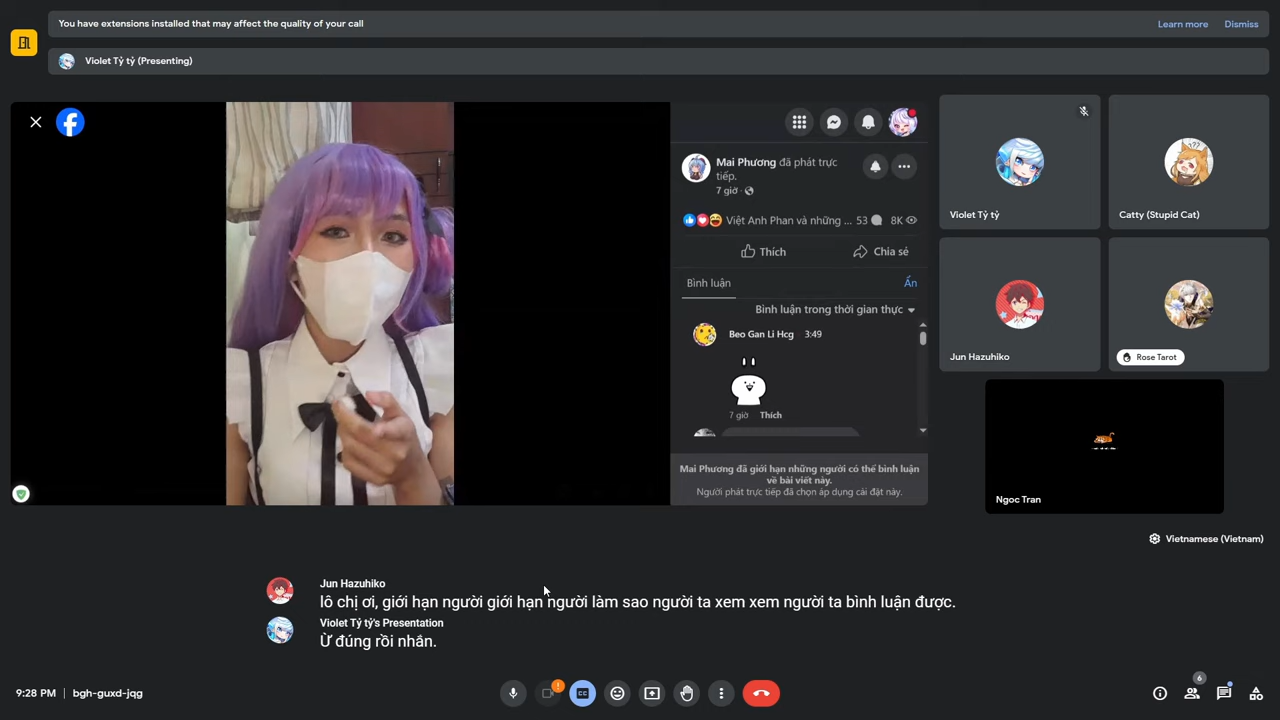 You have extensions installed that may affect the quality of your call
Learn more
Dismiss
Violet Tỷ tỷ (Presenting)
Mai Phương đã phát trực
tiếp.
7 giờ
Việt Anh Phan và những ... 53 8K
Thích
Chia sẻ
Bình luận
Ẩn
Bình luận trong thời gian thực
Beo Gan Li Hcg 3:49
7 giờ Thích
Mai Phương đã giới hạn những người có thể bình luận
về bài viết này.
Người phát trực tiếp đã chọn áp dụng cài đặt này.
Violet Tỷ tỷ
??
Catty (Stupid Cat)
Jun Hazuhiko
Rose Tarot
Ngoc Tran
Vietnamese (Vietnam)
Jun Hazuhiko
lô chị ơi, giới hạn người giới hạn người làm sao người ta xem xem người ta bình luận được.
Violet Tỷ tỷ's Presentation
Ừ đúng rồi nhân.
9:28 PM | bgh-guxd-jqg
CC
!
6